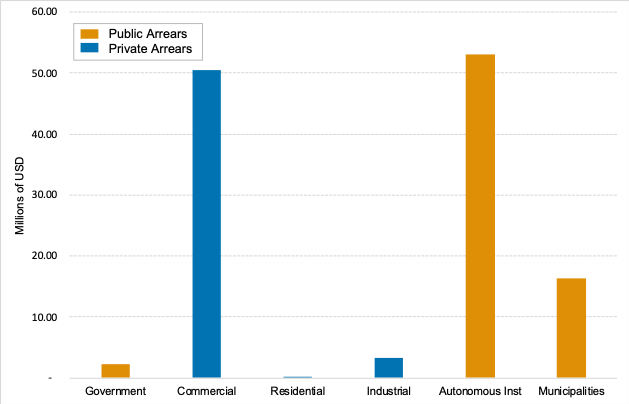 60.00
Public Arrears
Private Arrears
50.00
40.00
30.00
20.00
10.00
-
Millions of USD
Government Commercial Residential Industrial Autonomous Inst Municipalities